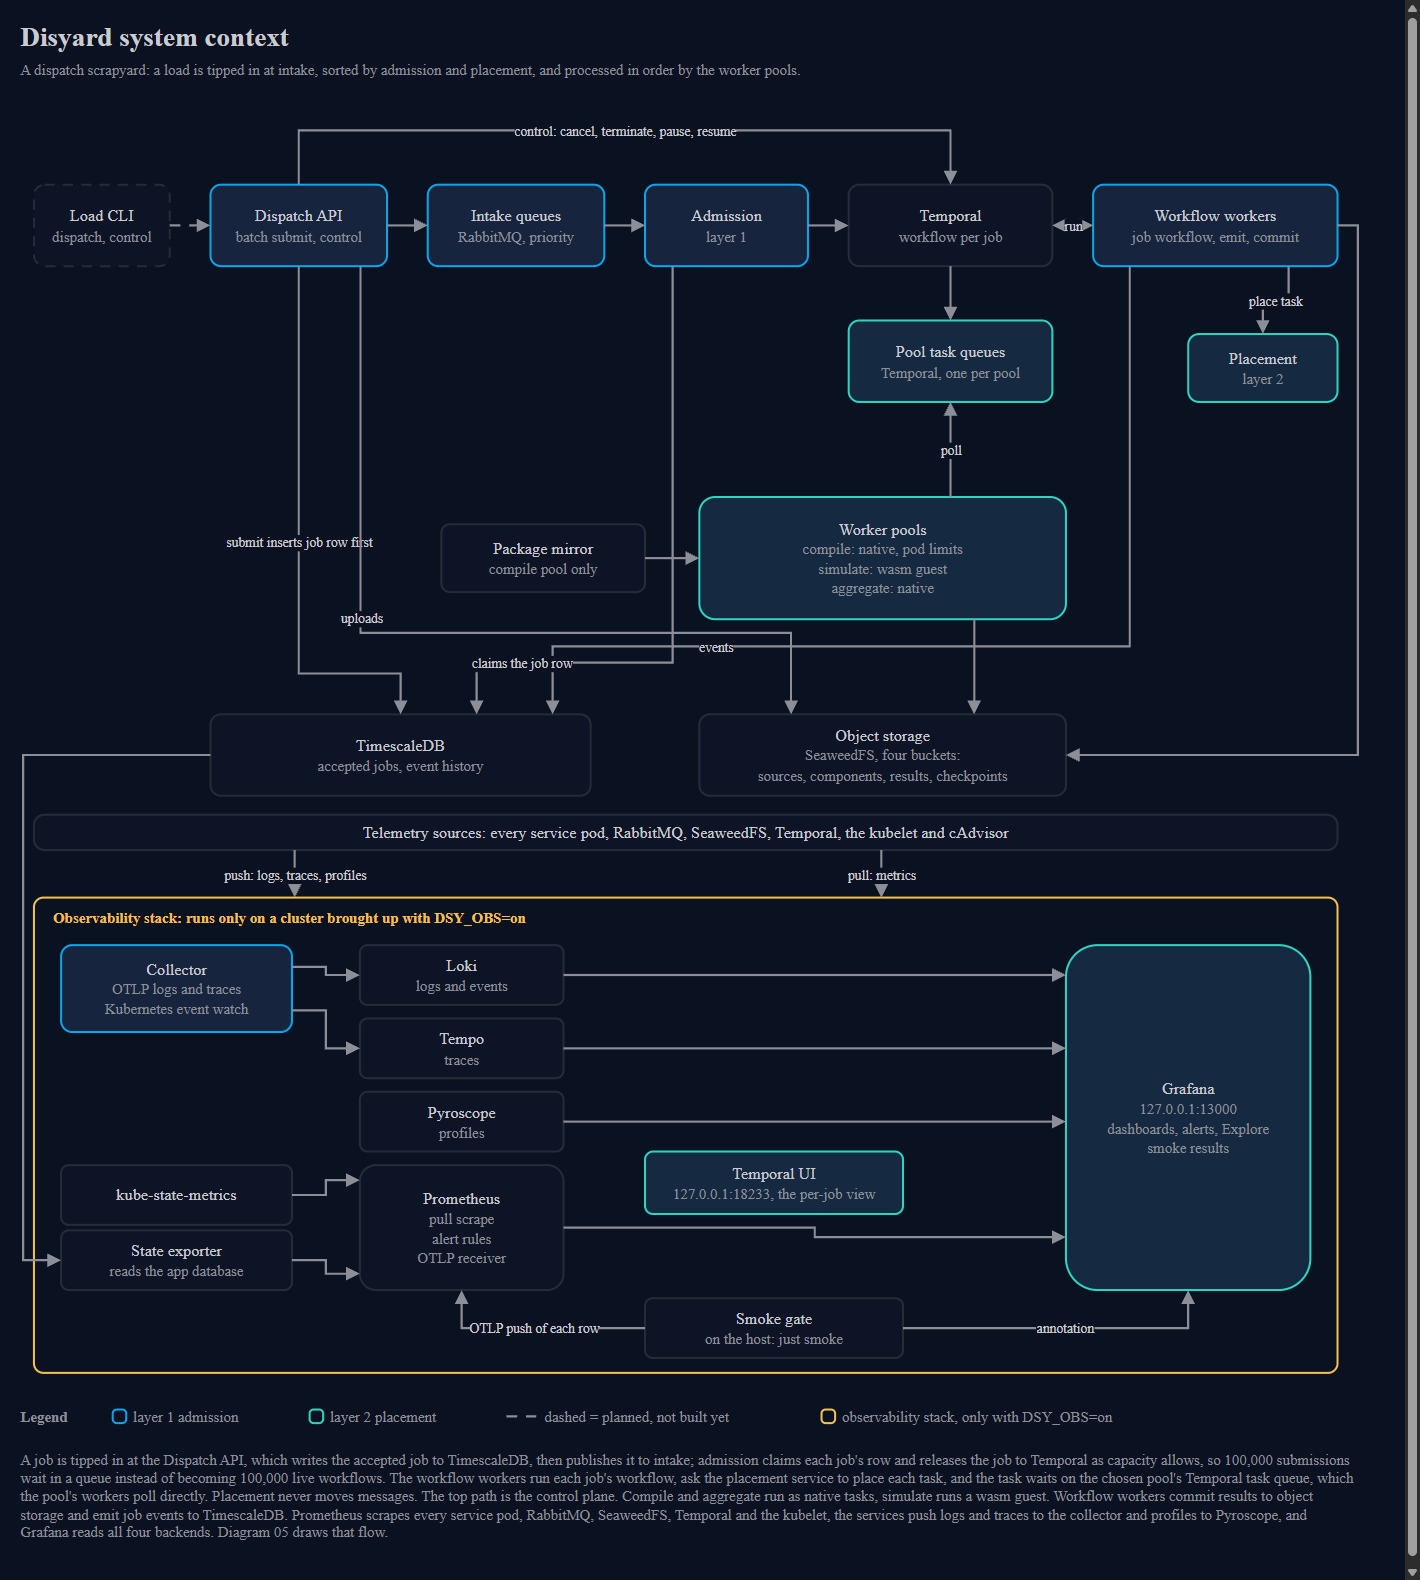 Disyard system context
A dispatch scrapyard: a load is tipped in at intake, sorted by admission and placement, and processed in order by the worker pools.
control: cancel, terminate, pause, resume
Load CLI
dispatch, control
Dispatch API
batch submit, control
Intake queues
RabbitMQ, priority
Admission
layer 1
Temporal
workflow per job
run
Workflow workers
job workflow, emit, commit
place task
Pool task queues
Temporal, one per pool
Placement
layer 2
poll
submit inserts job row first
Package mirror
compile pool only
Worker pools
compile: native, pod limits
simulate: wasm guest
aggregate: native
uploads
events
claims the job row
TimescaleDB
accepted jobs, event history
Object storage
SeaweedFS, four buckets:
sources, components, results, checkpoints
Telemetry sources: every service pod, RabbitMQ, SeaweedFS, Temporal, the kubelet and cAdvisor
push: logs, traces, profiles
pull: metrics
Observability stack: runs only on a cluster brought up with DSY_OBS=on
Collector
OTLP logs and traces
Kubernetes event watch
Loki
logs and events
Tempo
traces
Pyroscope
profiles
Grafana
127.0.0.1:13000
dashboards, alerts, Explore
smoke results
kube-state-metrics
Prometheus
pull scrape
alert rules
OTLP receiver
Temporal UI
127.0.0.1:18233, the per-job view
State exporter
reads the app database
OTLP push of each row
Smoke gate
on the host: just smoke
annotation
Legend
layer 1 admission
layer 2 placement
dashed = planned, not built yet
observability stack, only with DSY_OBS=on
A job is tipped in at the Dispatch API, which writes the accepted job to TimescaleDB, then publishes it to intake; admission claims each job's row and releases the job to Temporal as capacity allows, so 100,000 submissions
wait in a queue instead of becoming 100,000 live workflows. The workflow workers run each job's workflow, ask the placement service to place each task, and the task waits on the chosen pool's Temporal task queue, which
the pool's workers poll directly. Placement never moves messages. The top path is the control plane. Compile and aggregate run as native tasks, simulate runs a wasm guest. Workflow workers commit results to object
storage and emit job events to TimescaleDB. Prometheus scrapes every service pod, RabbitMQ, SeaweedFS, Temporal and the kubelet, the services push logs and traces to the collector and profiles to Pyroscope, and
Grafana reads all four backends. Diagram 05 draws that flow.